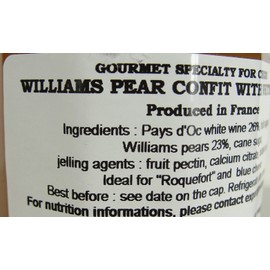 GOURMET SPECIALTY FOR
WILLIAMS PEAR CONFIT WITH
Produced in France
Ingredients : Pays d'Oc white wine 26%
Williams pears 23%, cane
jelling agents : fruit pectin, calcium citrate
Ideal for "Roquefort" and blue
Best before : see date on the cap.
For nutrition informations, please contact